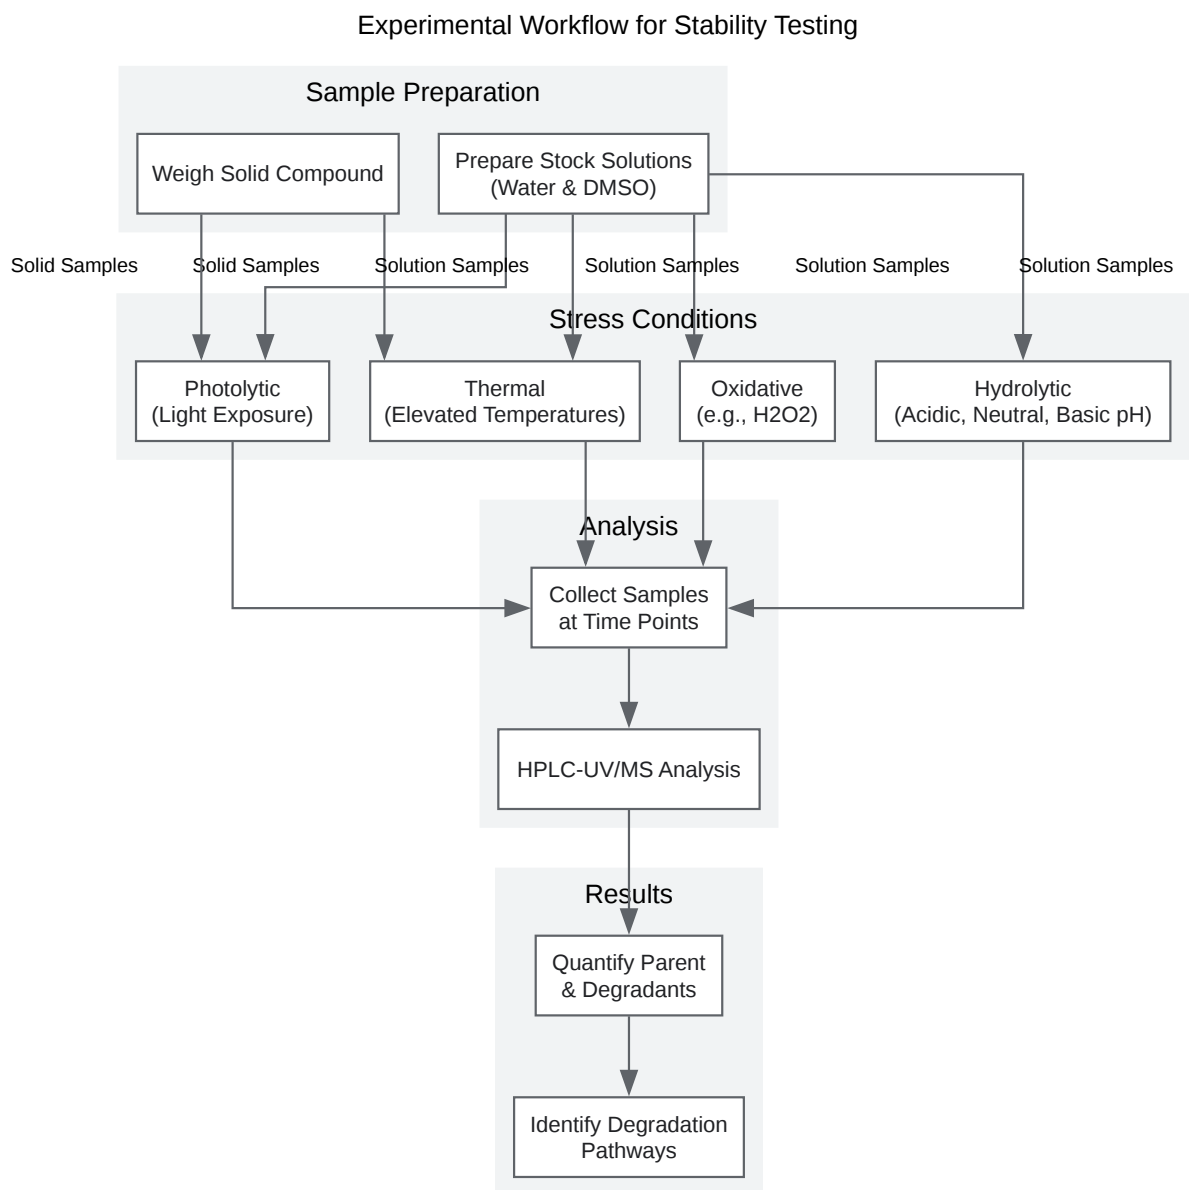 Experimental Workflow for Stability Testing
Sample Preparation
Weigh Solid Compound
Prepare Stock Solutions
(Water & DMSO)
Solid Samples
Solid Samples
Solution Samples
Solution Samples
Solution Samples
Solution Samples
Stress Conditions
Photolytic
(Light Exposure)
Thermal
(Elevated Temperatures)
Oxidative
(e.g., H2O2)
Hydrolytic
(Acidic, Neutral, Basic pH)
Analysis
Collect Samples
at Time Points
HPLC-UV/MS Analysis
Results
Quantify Parent
& Degradants
Identify Degradation
Pathways